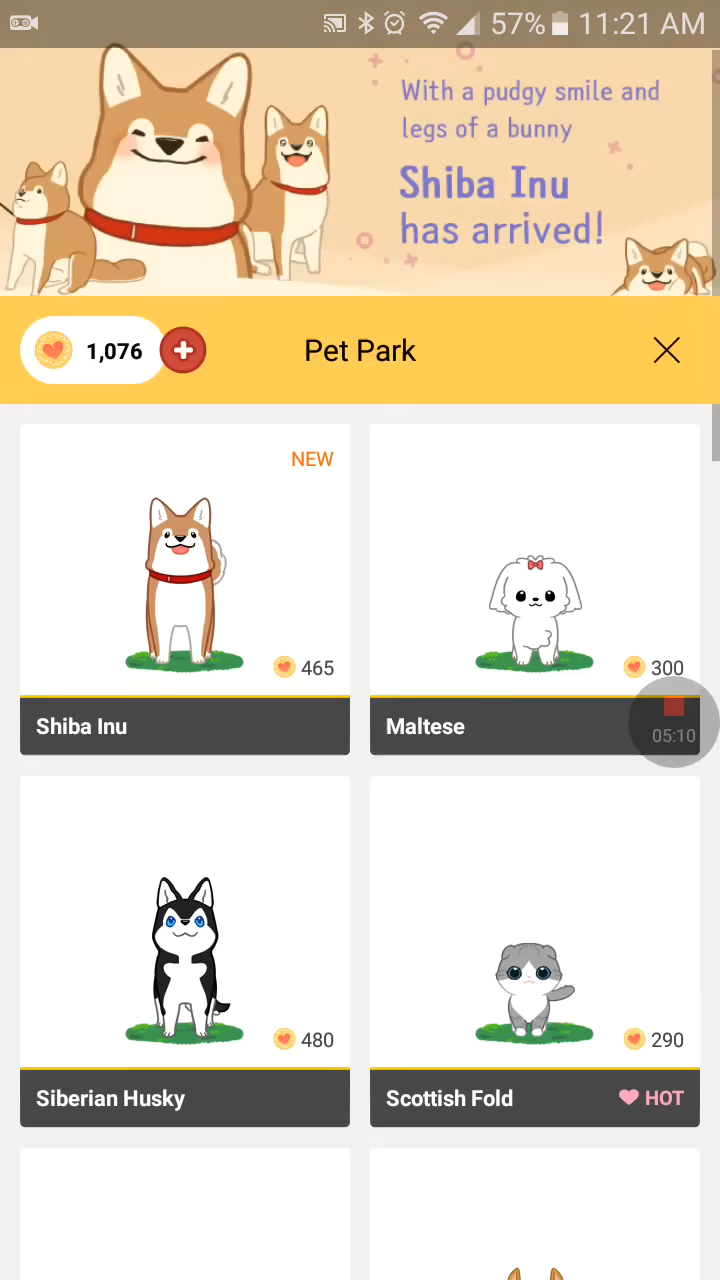 57% 11:21 AM
With a pudgy smile and
legs of a bunny
Shiba Inu
has arrived!
1,076
Pet Park
NEW
465
300
Shiba Inu
Maltese
05:10
480
290
Siberian Husky
Scottish Fold
HOT